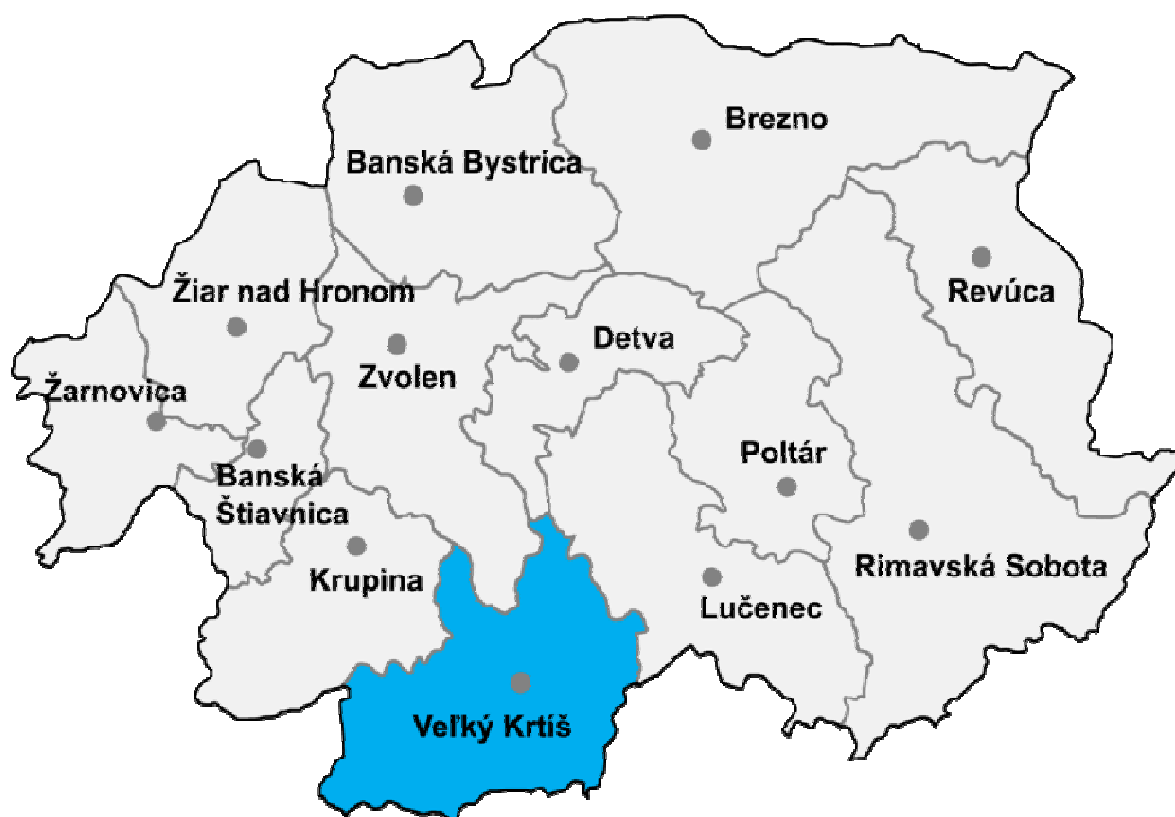 Brezno
Banská Bystrica
Revúca
Žiar nad Hronom
Detva
Zvolen
Žarnovica
Poltár
Banská
Štiavnica
Rimavská Sobota
Krupina
Lučenec
Veľký Krtíš